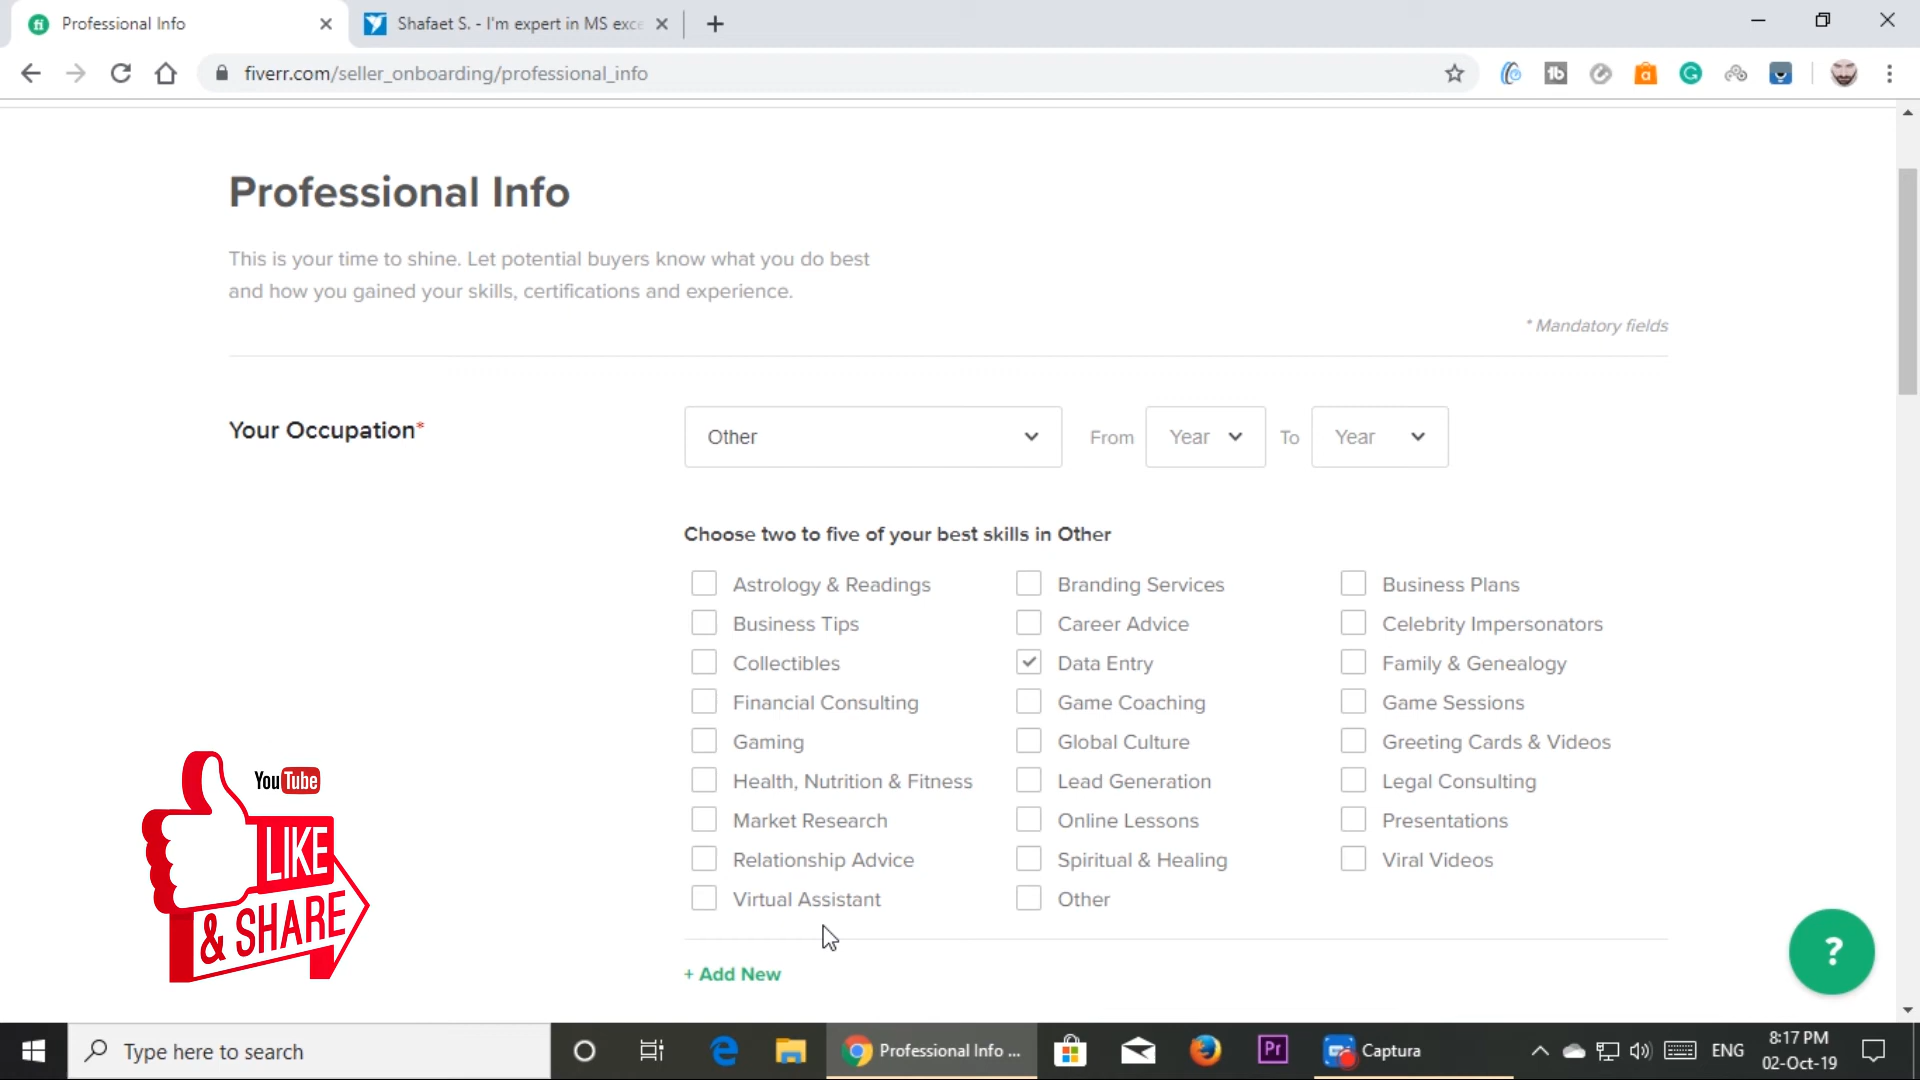 Professional Info
Shafaet S. - I'm expert in MS exce
fiverr.com/seller_onboarding/professional_info
Professional Info
This is your time to shine. Let potential buyers know what you do best
and how you gained your skills, certifications and experience.
* Mandatory fields
Your Occupation*
Other
From
Year
To
Year
Choose two to five of your best skills in Other
Astrology & Readings
Branding Services
Business Plans
Business Tips
Career Advice
Celebrity Impersonators
Collectibles
Data Entry
Family & Genealogy
Financial Consulting
Game Coaching
Game Sessions
Gaming
Global Culture
Greeting Cards & Videos
Health, Nutrition & Fitness
Lead Generation
Legal Consulting
Market Research
Online Lessons
Presentations
Relationship Advice
Spiritual & Healing
Viral Videos
Virtual Assistant
Other
+ Add New
YouTube
LIKE
& SHARE
?
Type here to search
Professional Info ...
Pr
Captura
ENG
8:17 PM
02-Oct-19